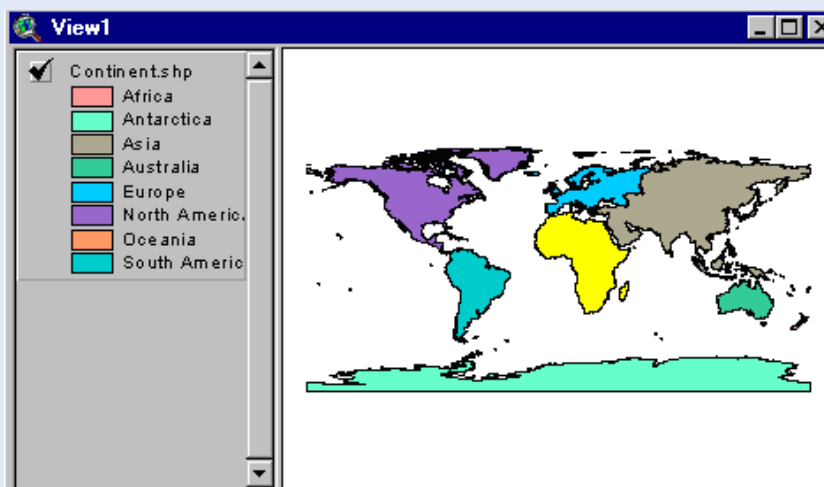 View1
Continent.shp
Africa
Antarctica
Asia
Australia
Europe
North Americ.
Oceania
South Americ